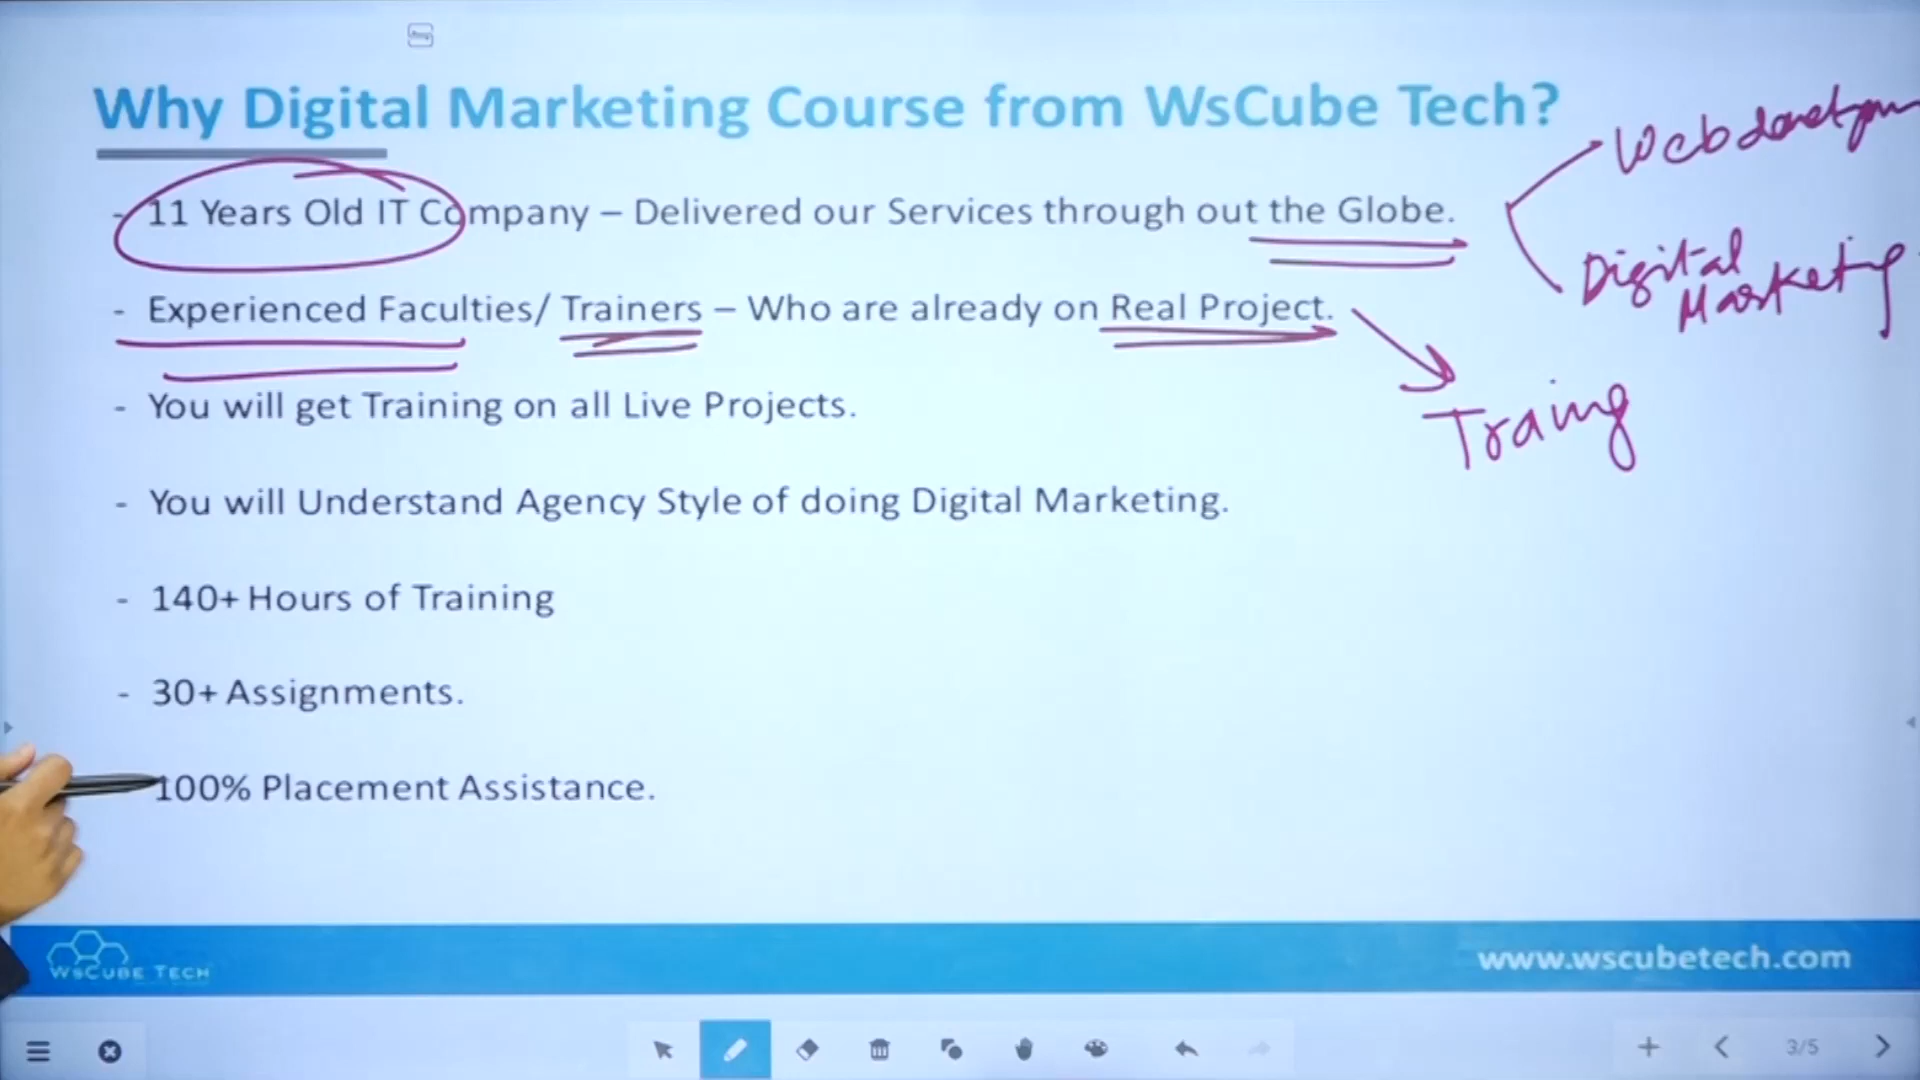 Why Digital Marketing Course from WsCube Tech?
- 11 Years Old IT Company – Delivered our Services through out the Globe.
- Experienced Faculties/ Trainers – Who are already on Real Project.
- You will get Training on all Live Projects.
- You will Understand Agency Style of doing Digital Marketing.
- 140+ Hours of Training
- 30+ Assignments.
100% Placement Assistance.
Web
Digital
Marketing
Traing
WSCUBE TECH
www.wscubetech.com
3/5